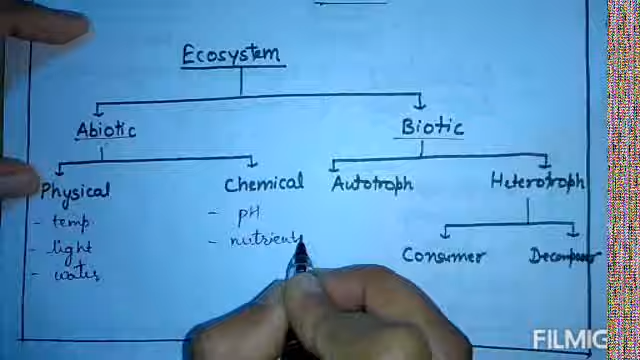 Ecosystem
Abiotic Biotic
Physical Chemical Autotroph Heterotroph
- temp. - pH
- light - nutrients
- water
Consumer Decomposer
FILMIG